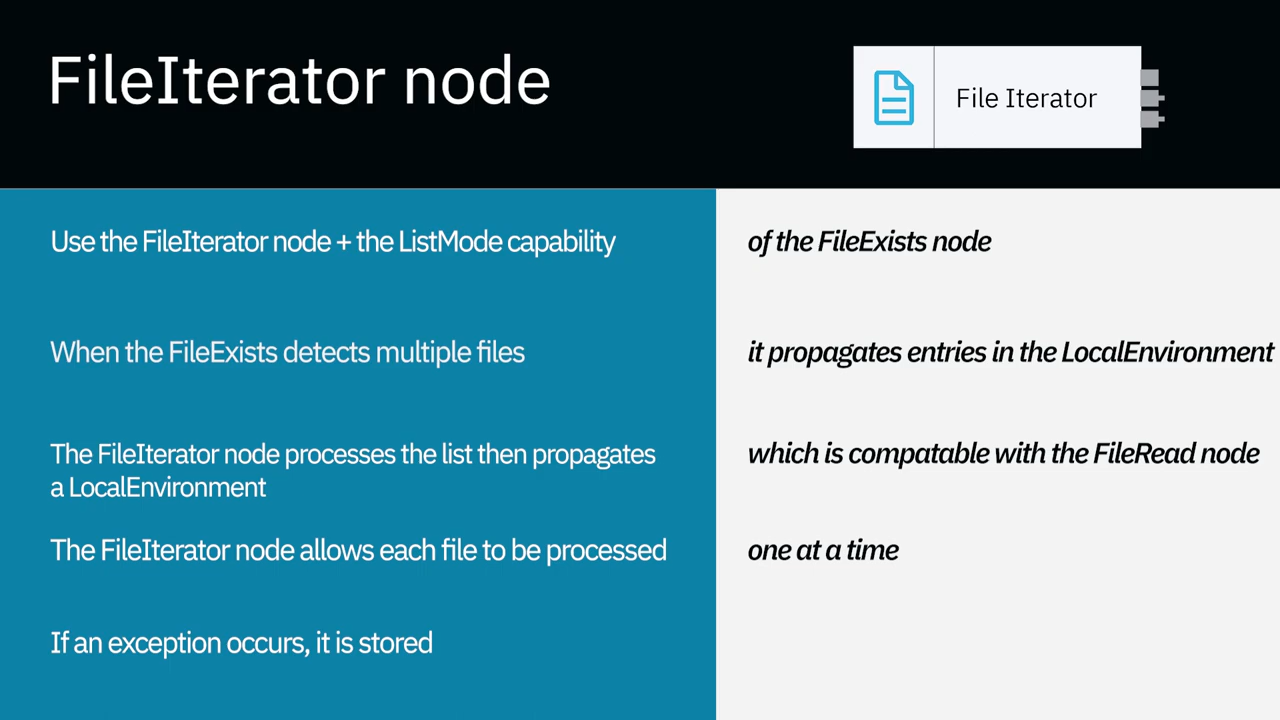 FileIterator node
File Iterator
Use the FileIterator node + the ListMode capability
of the FileExists node
When the FileExists detects multiple files
it propagates entries in the LocalEnvironment
The FileIterator node processes the list then propagates
a LocalEnvironment
which is compatable with the FileRead node
The FileIterator node allows each file to be processed
one at a time
If an exception occurs, it is stored